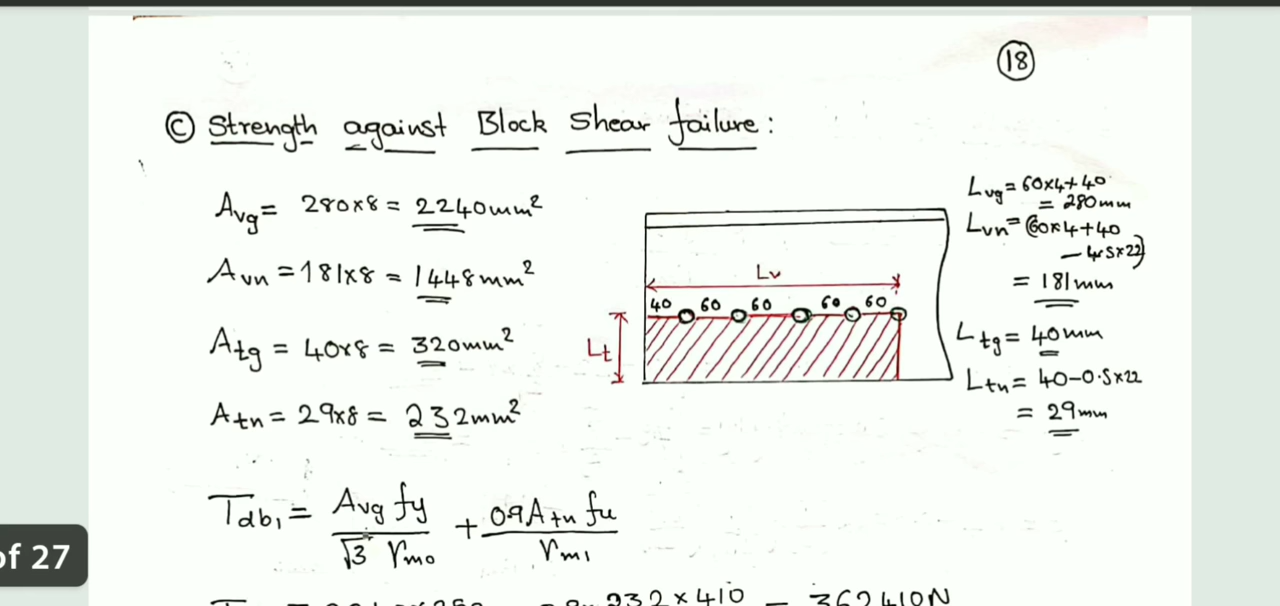 18
Ⓒ Strength against Block Shear failure:
Avg = 280×8 = 2240mm²
Avn = 181×8 = 1448mm²
Atg = 40×8 = 320mm²
Atn = 29×8 = 232mm²
Lv
40 60 60 60 60
Lt
Lvg = 60×4+40
= 280mm
Lvn = (60×4+40
- 4.5×22)
= 181mm
Ltg = 40mm
Ltn = 40-0.5×22
= 29mm
Tdb1 = Avg fy / √3 γm0 + 0.9 Atn fu / γm1
232×410 = 362410N
of 27